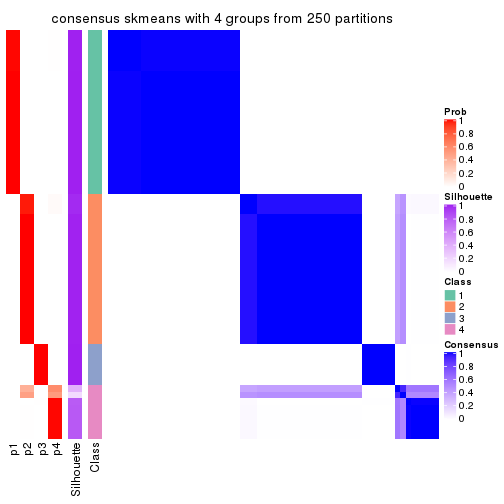 consensus skmeans with 4 groups from 250 partitions
Prob
1
0.8
0.6
0.4
0.2
0
Silhouette
1
0.8
0.6
0.4
0.2
0
Class
1
2
3
4
Consensus
1
0.8
0.6
0.4
0.2
0
p1
p2
p3
p4
Silhouette
Class